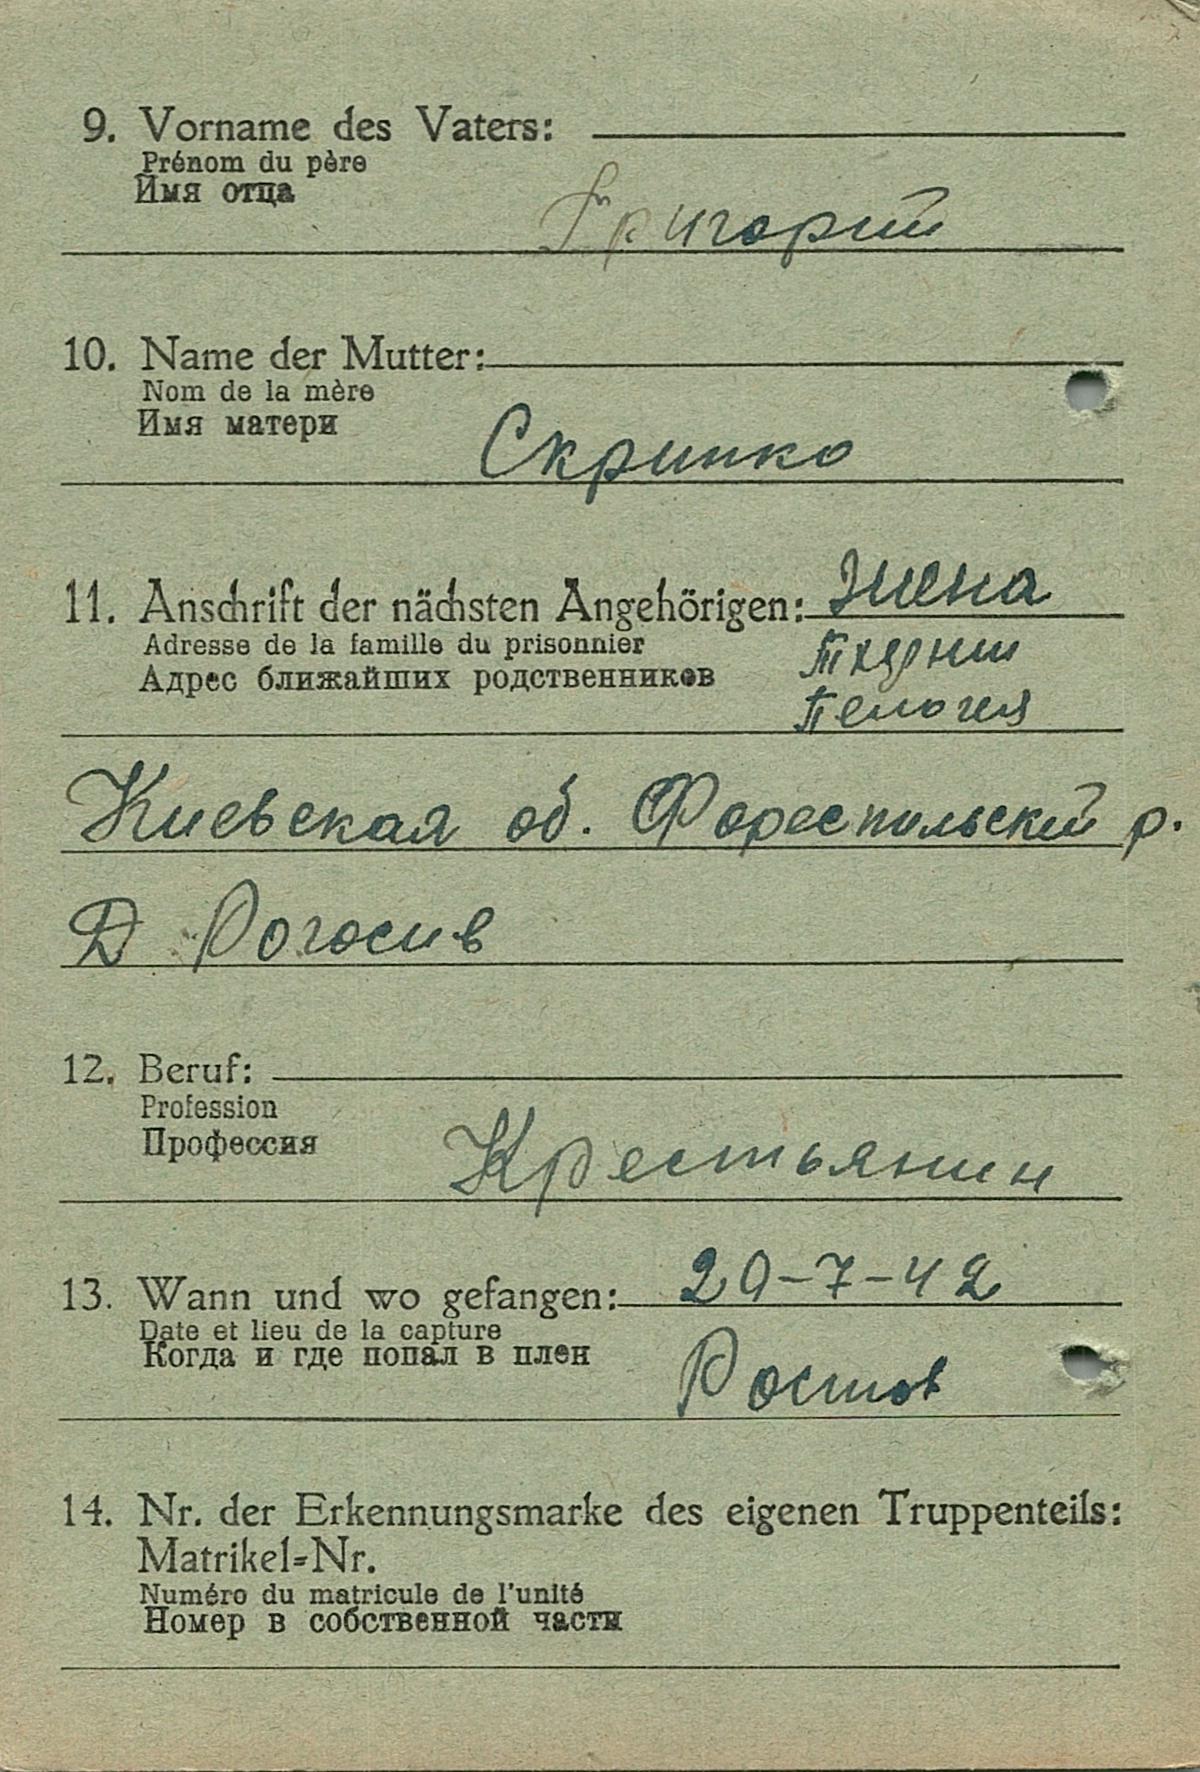 9. Vorname des Vaters:
Prénom du père
Имя отца
Григорий
10. Name der Mutter:
Nom de la mère
Имя матери
Скрипко
11. Anschrift der nächsten Angehörigen: жена
Adresse de la famille du prisonnier
Адрес ближайших родственников
Пелогея
Киевская об. Фореспильский р.
Д Рогосив
12. Beruf:
Profession
Профессия
Крестьянин
13. Wann und wo gefangen: 20-7-42
Date et lieu de la capture
Когда и где попал в плен
Ростов
14. Nr. der Erkennungsmarke des eigenen Truppenteils:
Matrikel=Nr.
Numéro du matricule de l'unité
Номер в собственной части